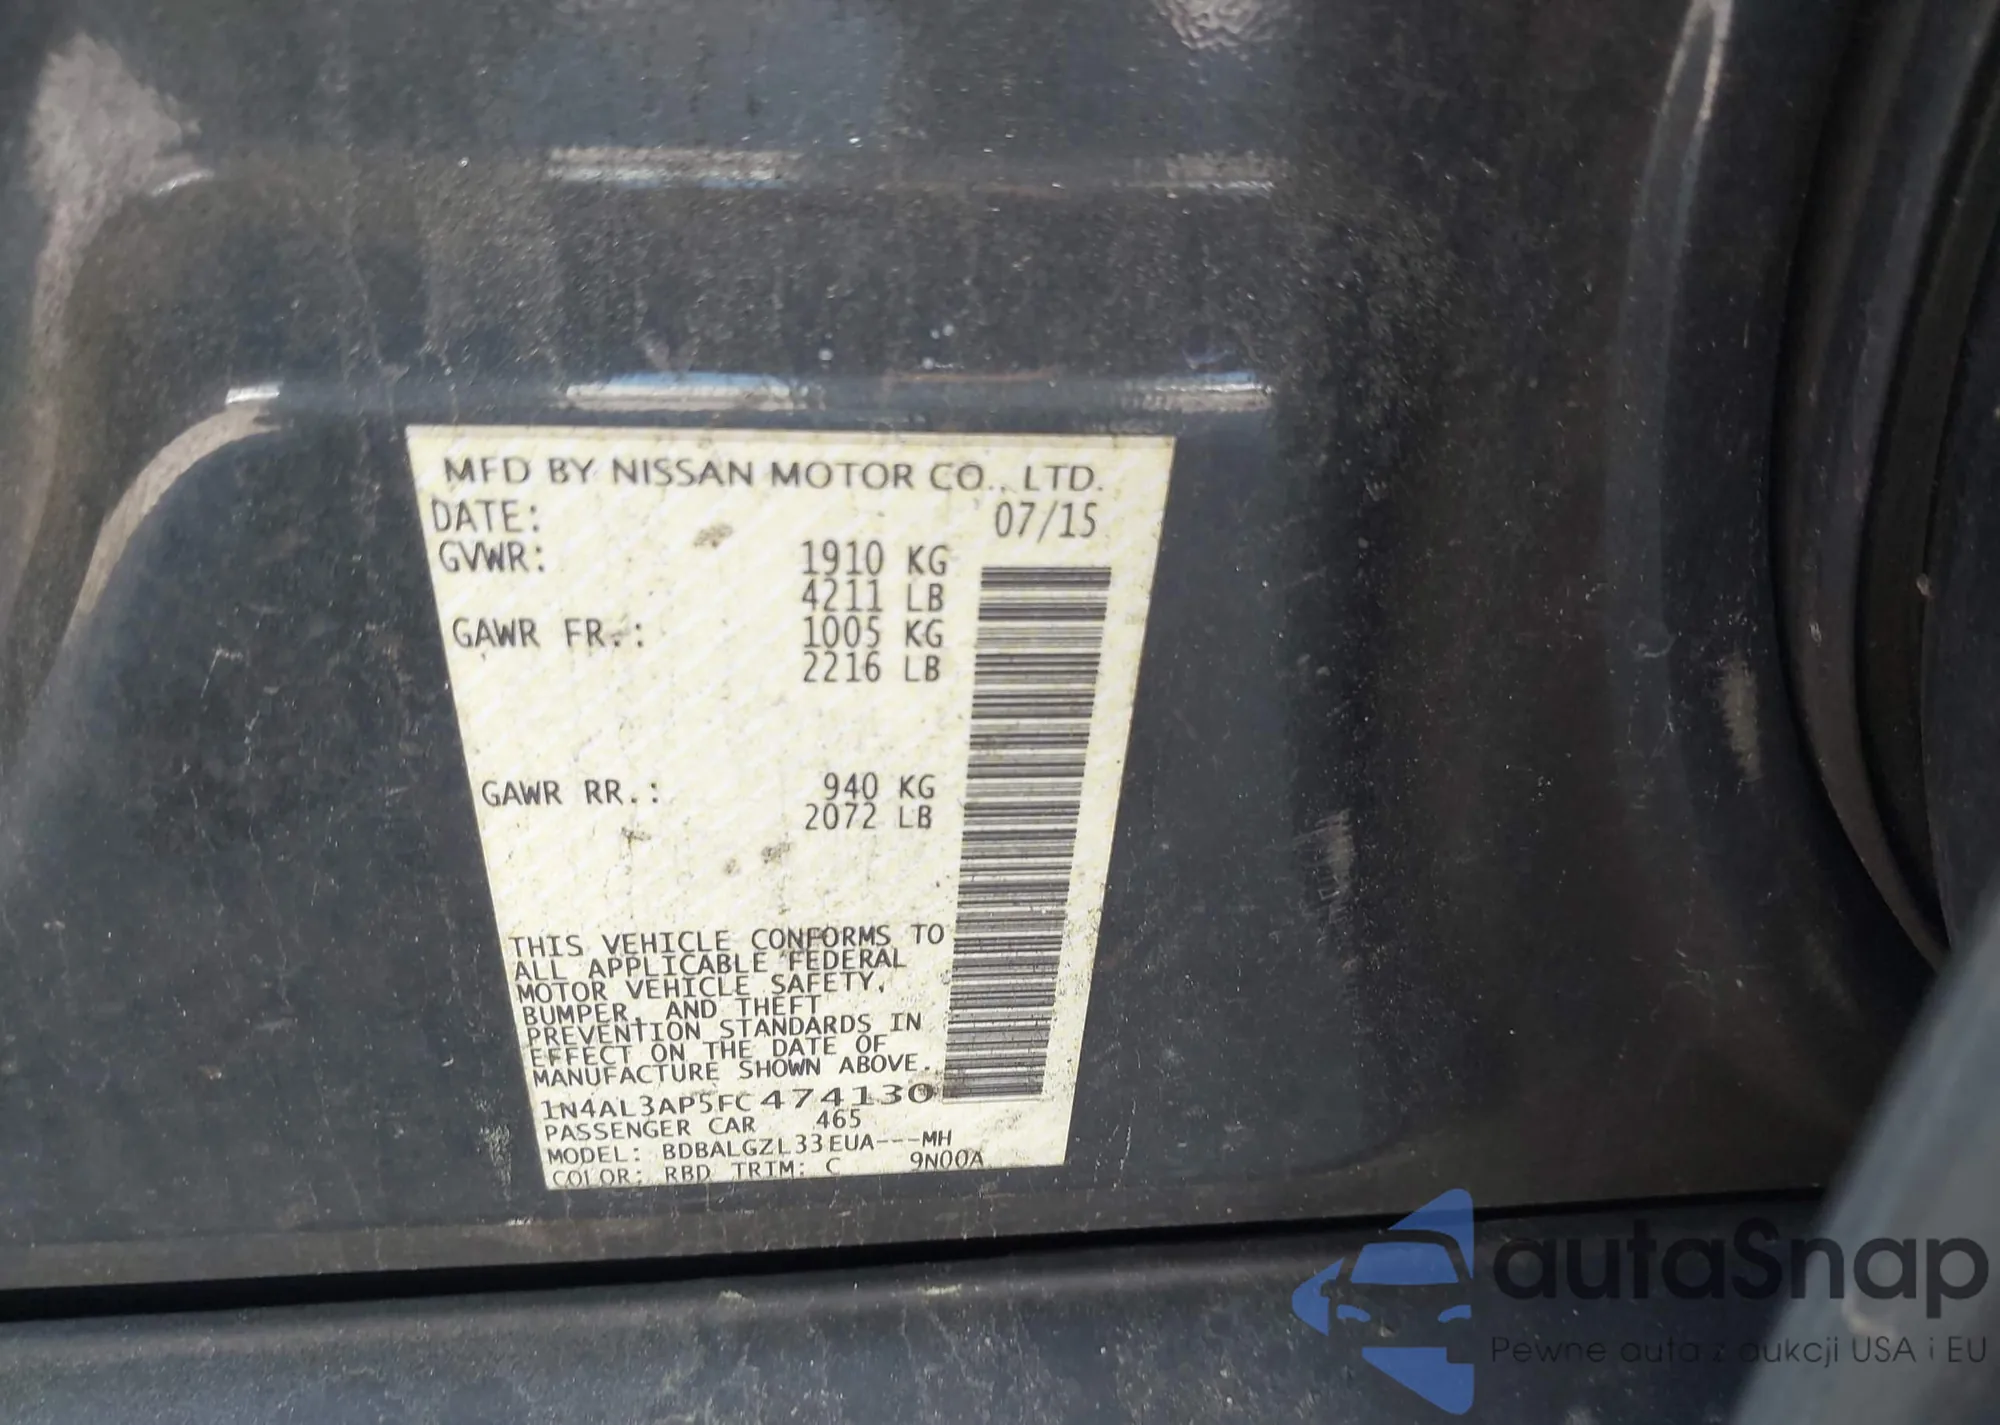 MFD BY NISSAN MOTOR CO., LTD.
DATE: 07/15
GVWR: 1910 KG
4211 LB
GAWR FR.: 1005 KG
2216 LB
GAWR RR.: 940 KG
2072 LB
THIS VEHICLE CONFORMS TO
ALL APPLICABLE FEDERAL
MOTOR VEHICLE SAFETY,
BUMPER, AND THEFT
PREVENTION STANDARDS IN
EFFECT ON THE DATE OF
MANUFACTURE SHOWN ABOVE.
1N4AL3AP5FC474130
PASSENGER CAR 465
MODEL: BDBALGZL33EUA---MH
COLOR: RBD TRIM: C 9N00A
autaSnap
Pewne auta z aukcji USA i EU